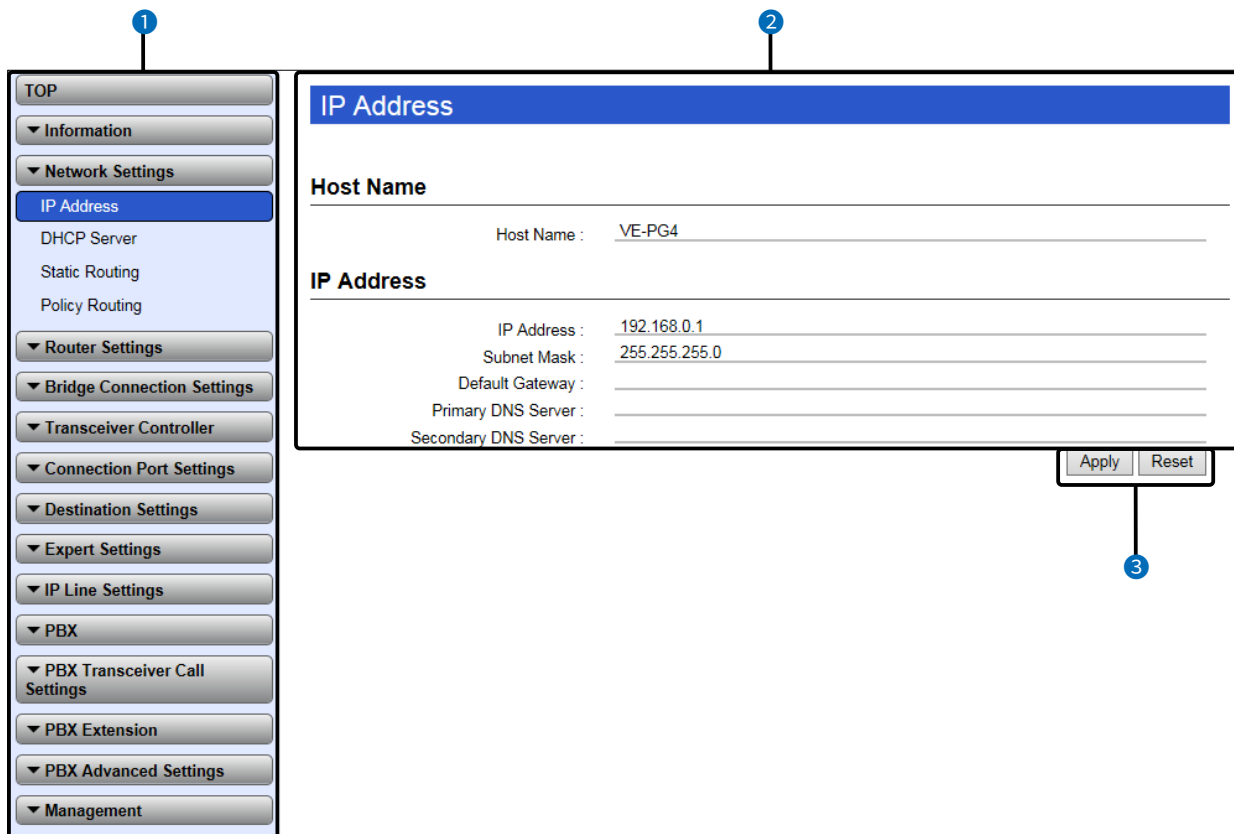 1
2
TOP
▼ Information
▼ Network Settings
IP Address
DHCP Server
Static Routing
Policy Routing
▼ Router Settings
▼ Bridge Connection Settings
▼ Transceiver Controller
▼ Connection Port Settings
▼ Destination Settings
▼ Expert Settings
▼ IP Line Settings
▼ PBX
▼ PBX Transceiver Call
Settings
▼ PBX Extension
▼ PBX Advanced Settings
▼ Management
IP Address
Host Name
Host Name : VE-PG4
IP Address
IP Address : 192.168.0.1
Subnet Mask : 255.255.255.0
Default Gateway :
Primary DNS Server :
Secondary DNS Server :
Apply Reset
3